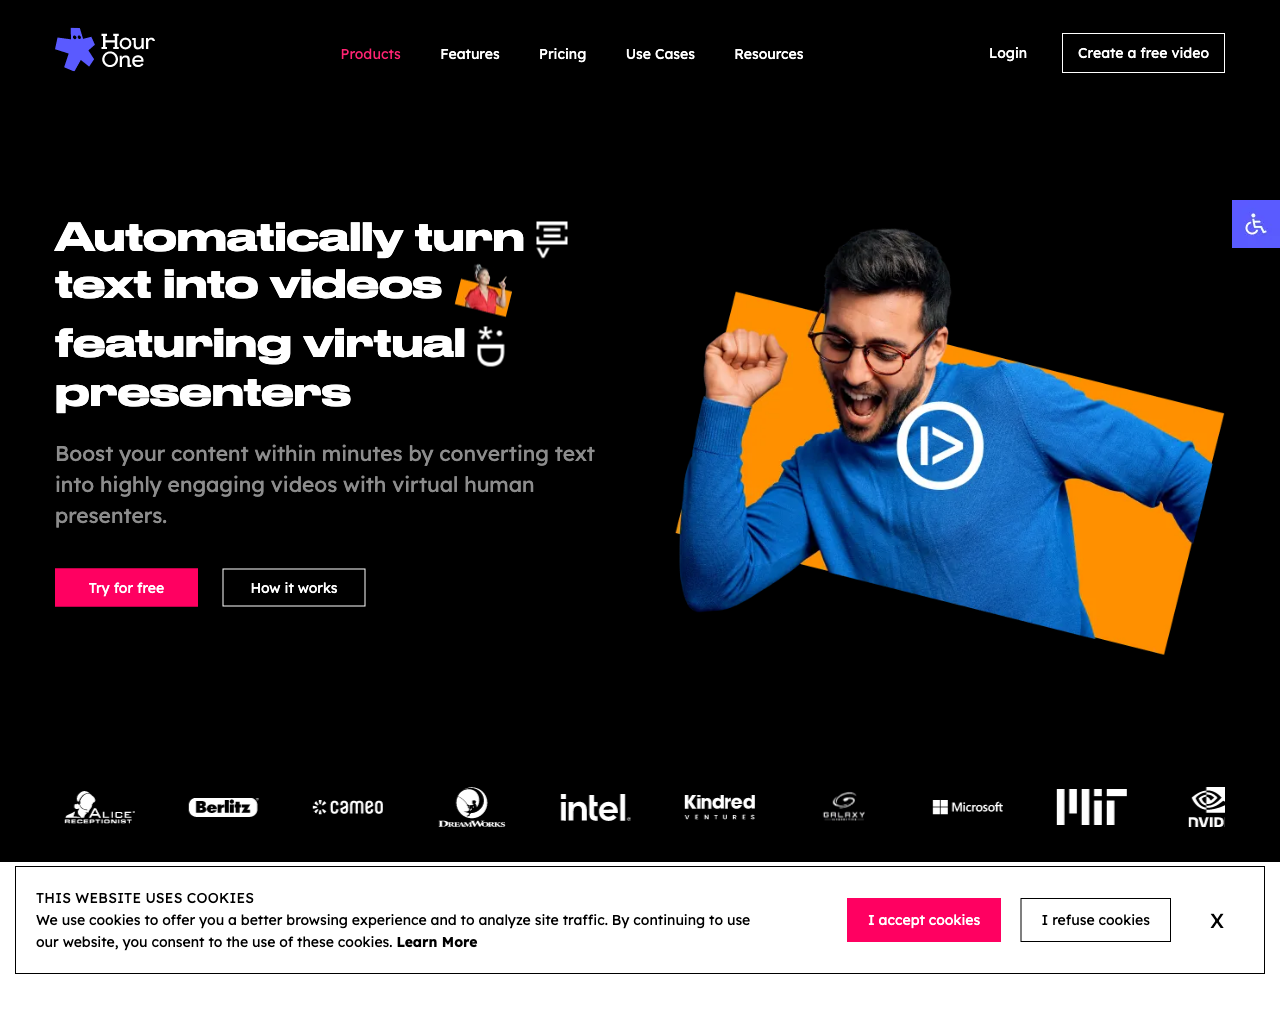 Hour
One
Products
Features
Pricing
Use Cases
Resources
Login
Create a free video
Automatically turn
text into videos
featuring virtual
presenters
Boost your content within minutes by converting text
into highly engaging videos with virtual human
presenters.
Try for free
How it works
ALICE
RECEPTIONIST
Berlitz
CAMEO
DREAMWORKS
intel
Kindred
VENTURES
GALAXY
Microsoft
MIT
NVID
THIS WEBSITE USES COOKIES
We use cookies to offer you a better browsing experience and to analyze site traffic. By continuing to use
our website, you consent to the use of these cookies. Learn More
I accept cookies
I refuse cookies
X